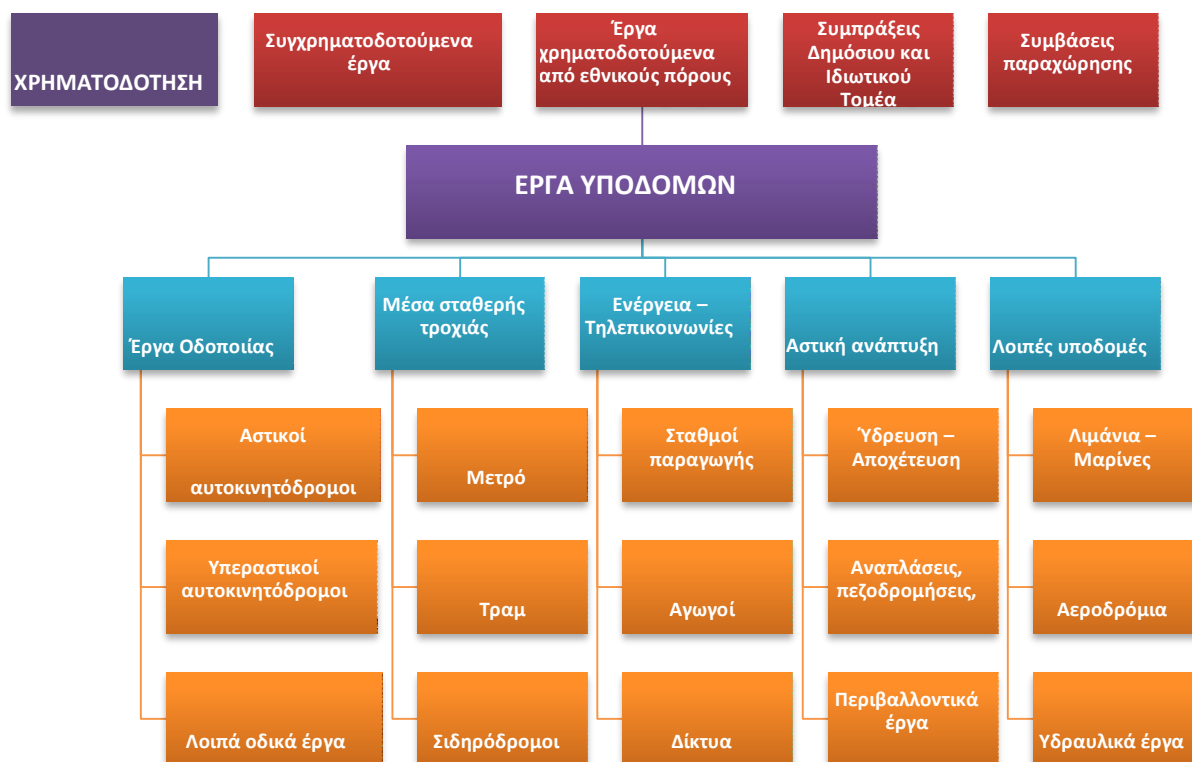 ΧΡΗΜΑΤΟΔΟΤΗΣΗ
Συγχρηματοδοτούμενα
έργα
Έργα
χρηματοδοτούμενα
από εθνικούς πόρους
Συμπράξεις
Δημόσιου και
Ιδιωτικού
Τομέα
Συμβάσεις
παραχώρησης
ΕΡΓΑ ΥΠΟΔΟΜΩΝ
Έργα Οδοποιίας
Μέσα σταθερής
τροχιάς
Ενέργεια –
Τηλεπικοινωνίες
Αστική ανάπτυξη
Λοιπές υποδομές
Αστικοί
αυτοκινητόδρομοι
Μετρό
Σταθμοί
παραγωγής
Ύδρευση –
Αποχέτευση
Λιμάνια –
Μαρίνες
Υπεραστικοί
αυτοκινητόδρομοι
Τραμ
Αγωγοί
Αναπλάσεις,
πεζοδρομήσεις,
Αεροδρόμια
Λοιπά οδικά έργα
Σιδηρόδρομοι
Δίκτυα
Περιβαλλοντικά
έργα
Υδραυλικά έργα